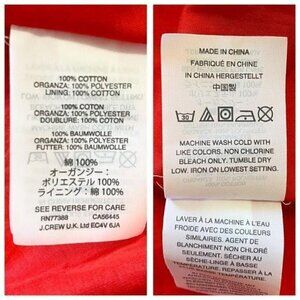 100% COTTON
ORGANZA: 100% POLYESTER
LINING: 100% COTTON
100% COTON
ORGANZA: 100% POLYESTER
DOUBLURE: 100% COTON
100% BAUMWOLLE
ORGANZA: 100% POLYESTER
FUTTER: 100% BAUMWOLLE
綿 100%
オーガンジー:
ポリエステル 100%
ライニング: 綿 100%
SEE REVERSE FOR CARE
RN77388 CA56445
J.CREW U.K. Ltd EC4V 6JA
MADE IN CHINA
FABRIQUÉ EN CHINE
IN CHINA HERGESTELLT
中国製
30
MACHINE WASH COLD WITH
LIKE COLORS. NON CHLORINE
BLEACH ONLY. TUMBLE DRY
LOW. IRON ON LOWEST SETTING.
LAVER À LA MACHINE À L'EAU
FROIDE AVEC DES COULEURS
SIMILAIRES. AGENT DE
BLANCHIMENT NON CHLORÉ
SEULEMENT. SÉCHER AU
SÉCHOIR À BASSE
TEMPÉRATURE. REPASSER À LA